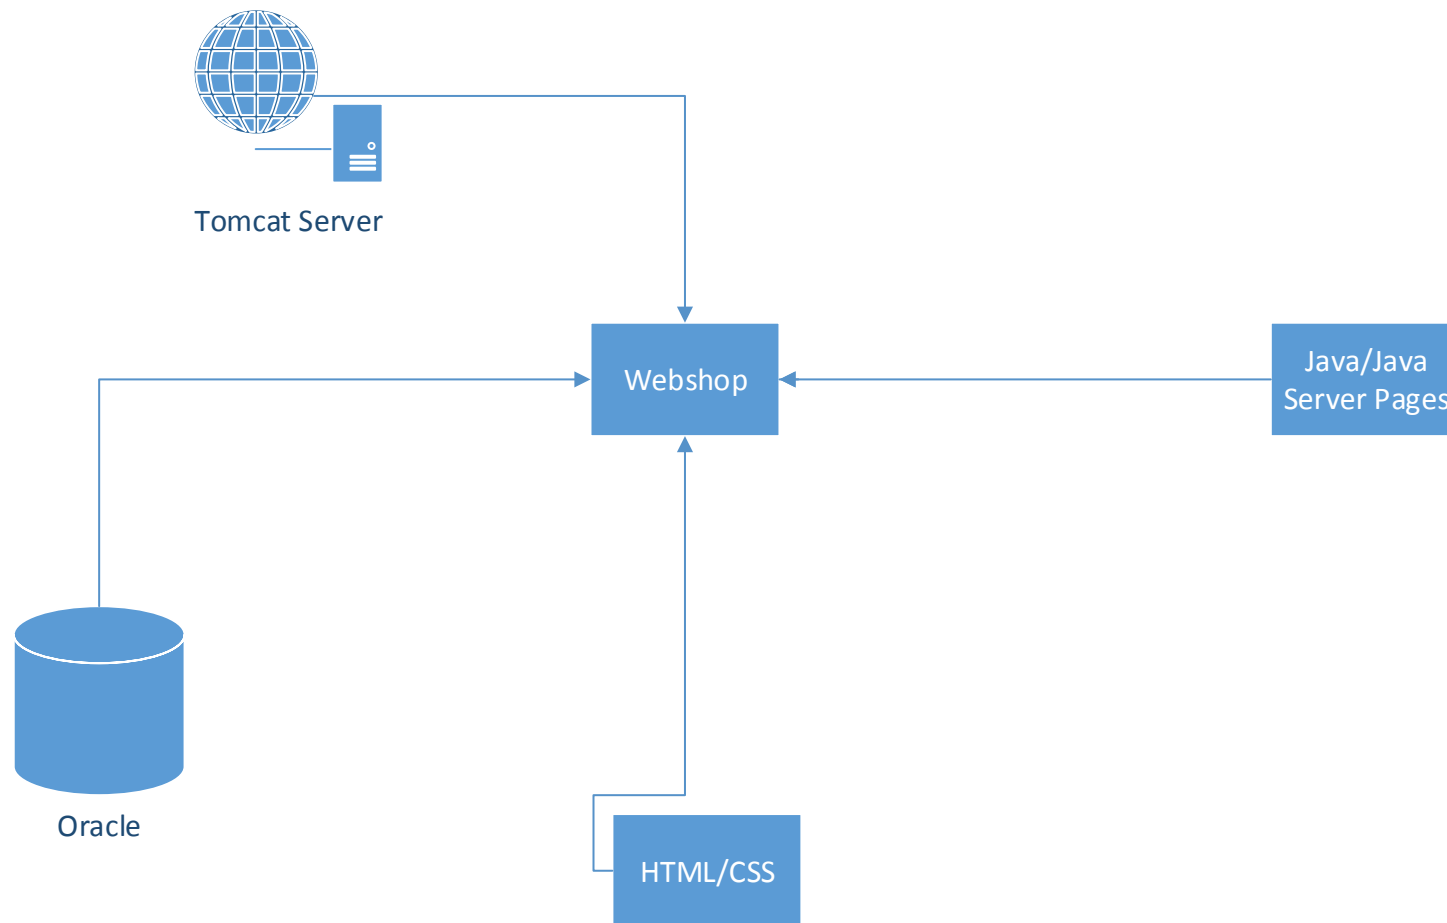 Tomcat Server
Webshop
Java/Java
Server Pages
Oracle
HTML/CSS